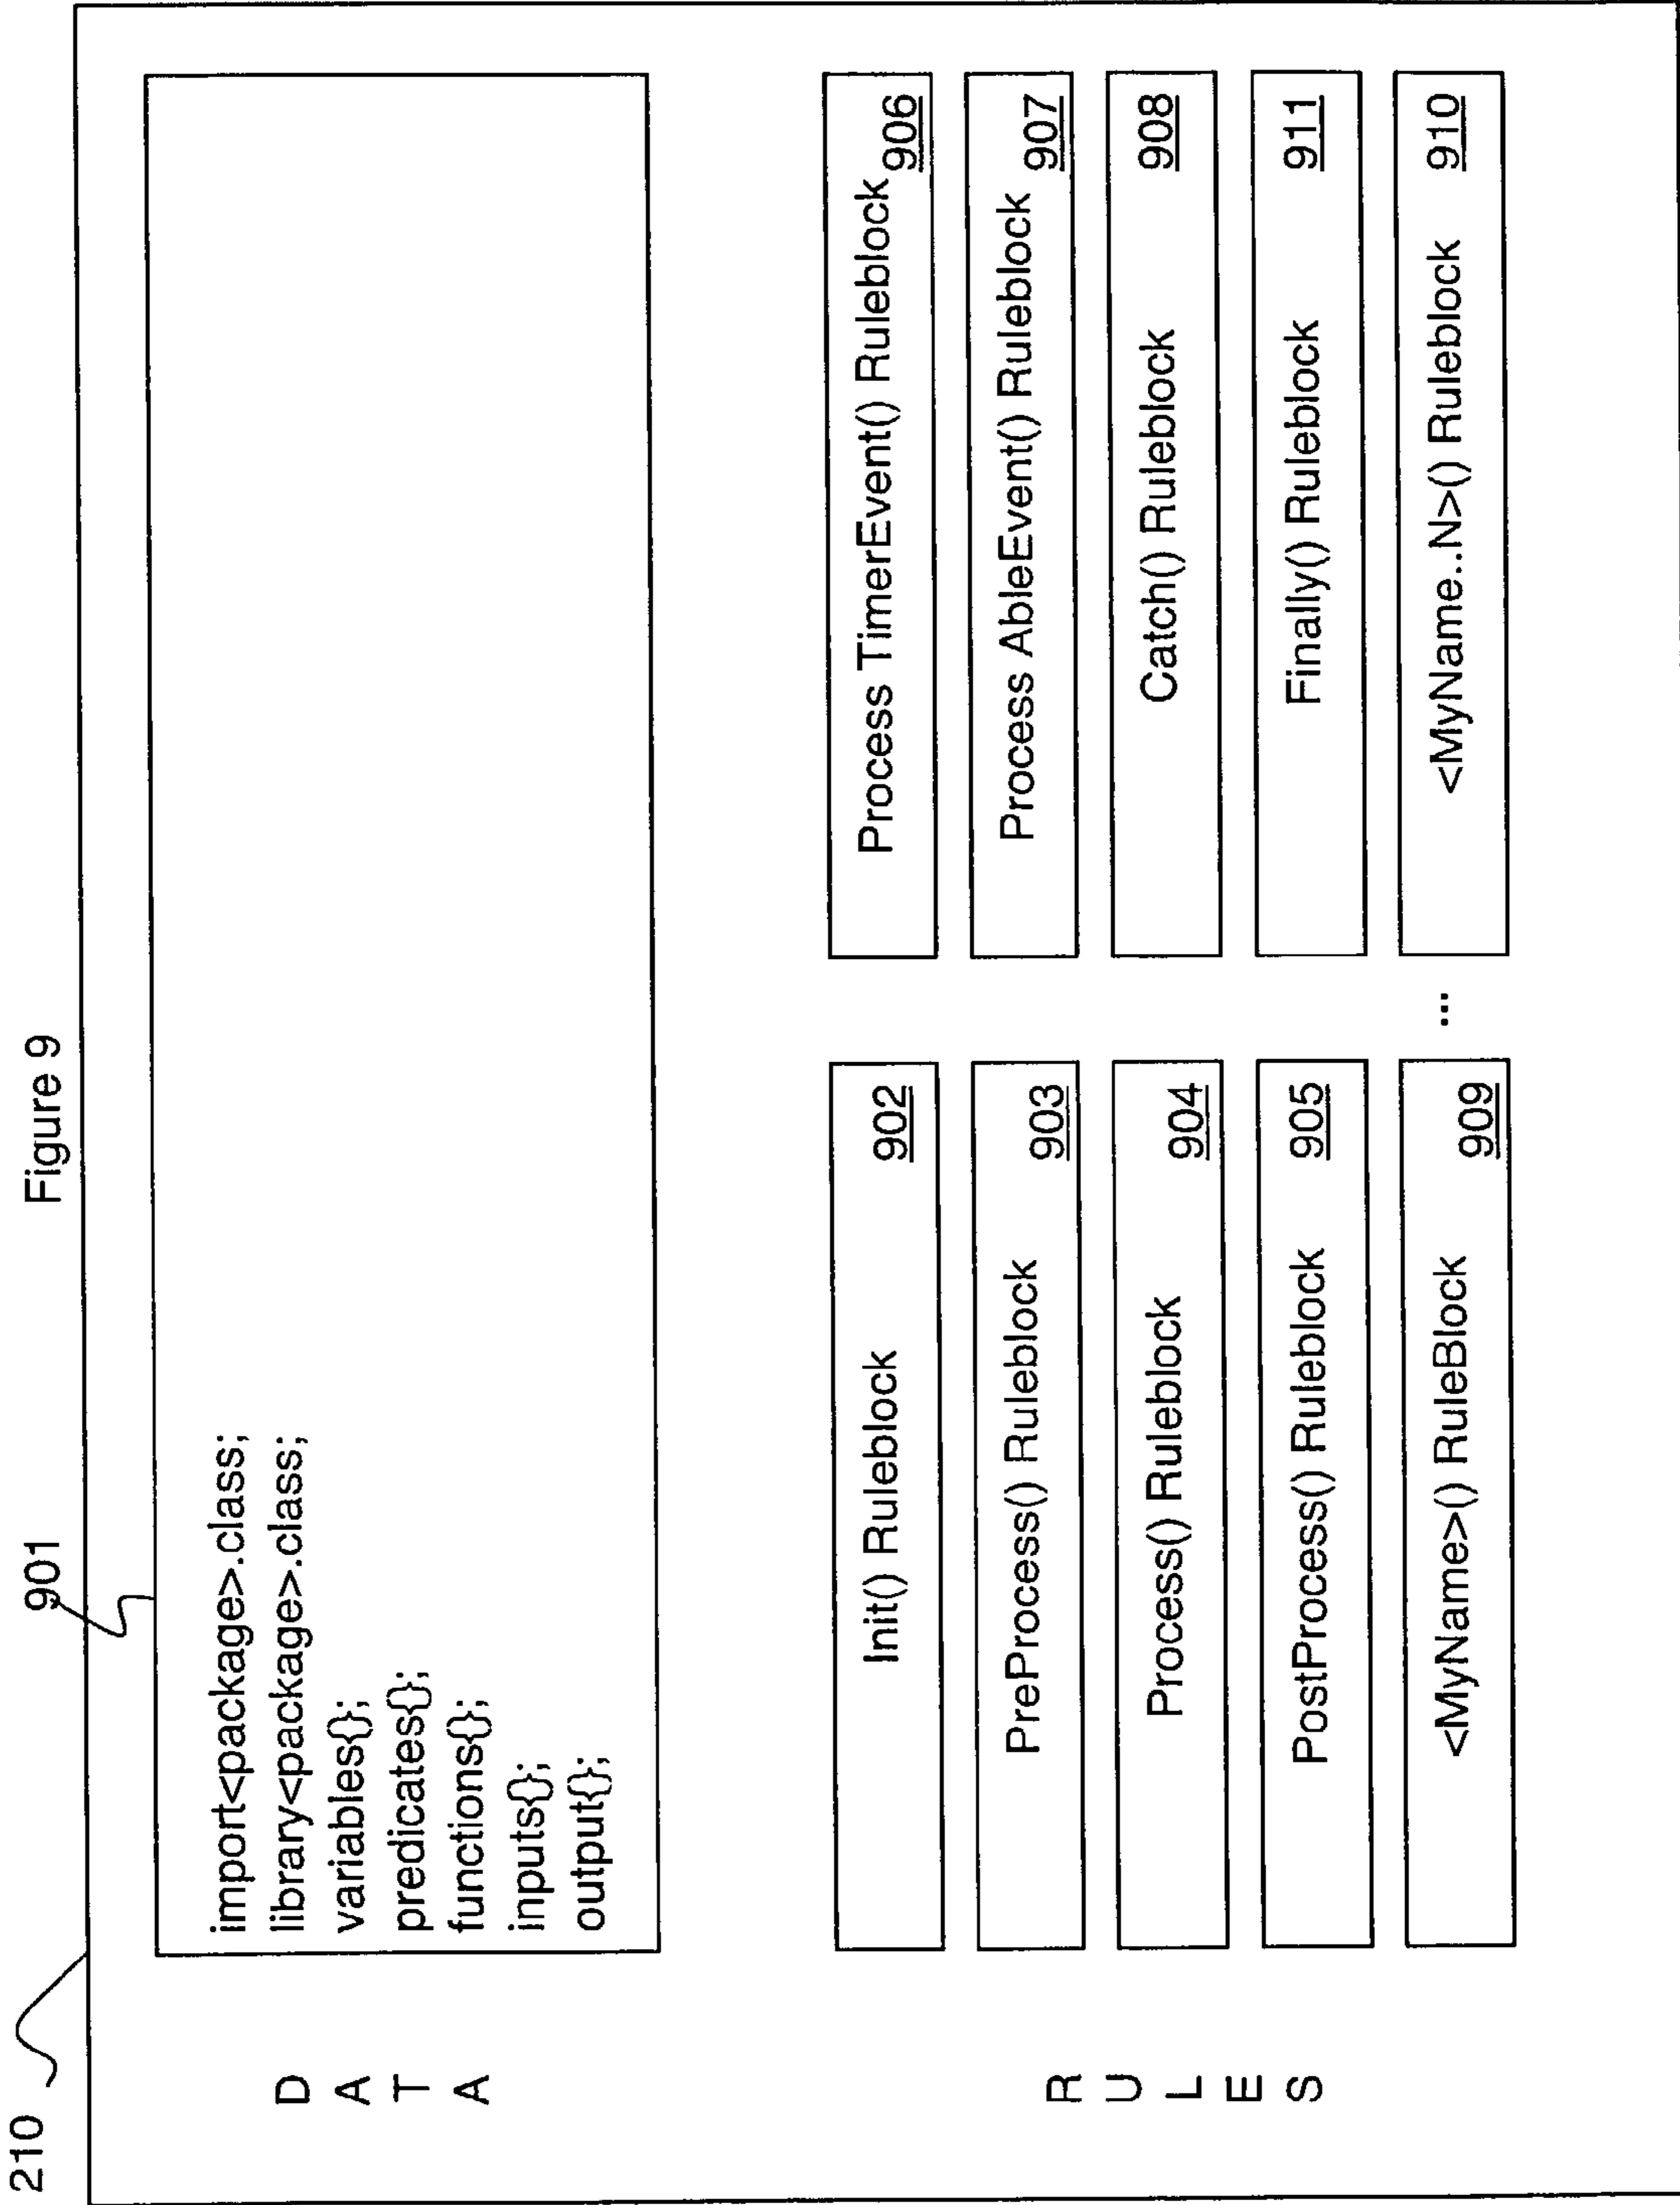 Figure 9
210
901
D
A
T
A
import<package>.class;
library<package>.class;
variables{};
predicates{};
functions{};
inputs{};
output{};
R
U
L
E
S
Init() Ruleblock 902
PreProcess() Ruleblock 903
Process() Ruleblock 904
PostProcess() Ruleblock 905
<MyName>() RuleBlock 909
...
Process TimerEvent() Ruleblock 906
Process AbleEvent() Ruleblock 907
Catch() Ruleblock 908
Finally() Ruleblock 911
<MyName..N>() Ruleblock 910